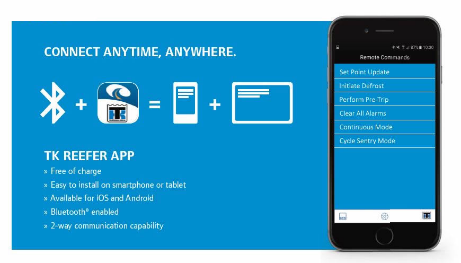 CONNECT ANYTIME, ANYWHERE.
TK REEFER APP
» Free of charge
» Easy to install on smartphone or tablet
» Available for iOS and Android
» Bluetooth® enabled
» 2-way communication capability
Remote Commands
Set Point Update
Initiate Defrost
Perform Pre-Trip
Clear All Alarms
Continuous Mode
Cycle Sentry Mode